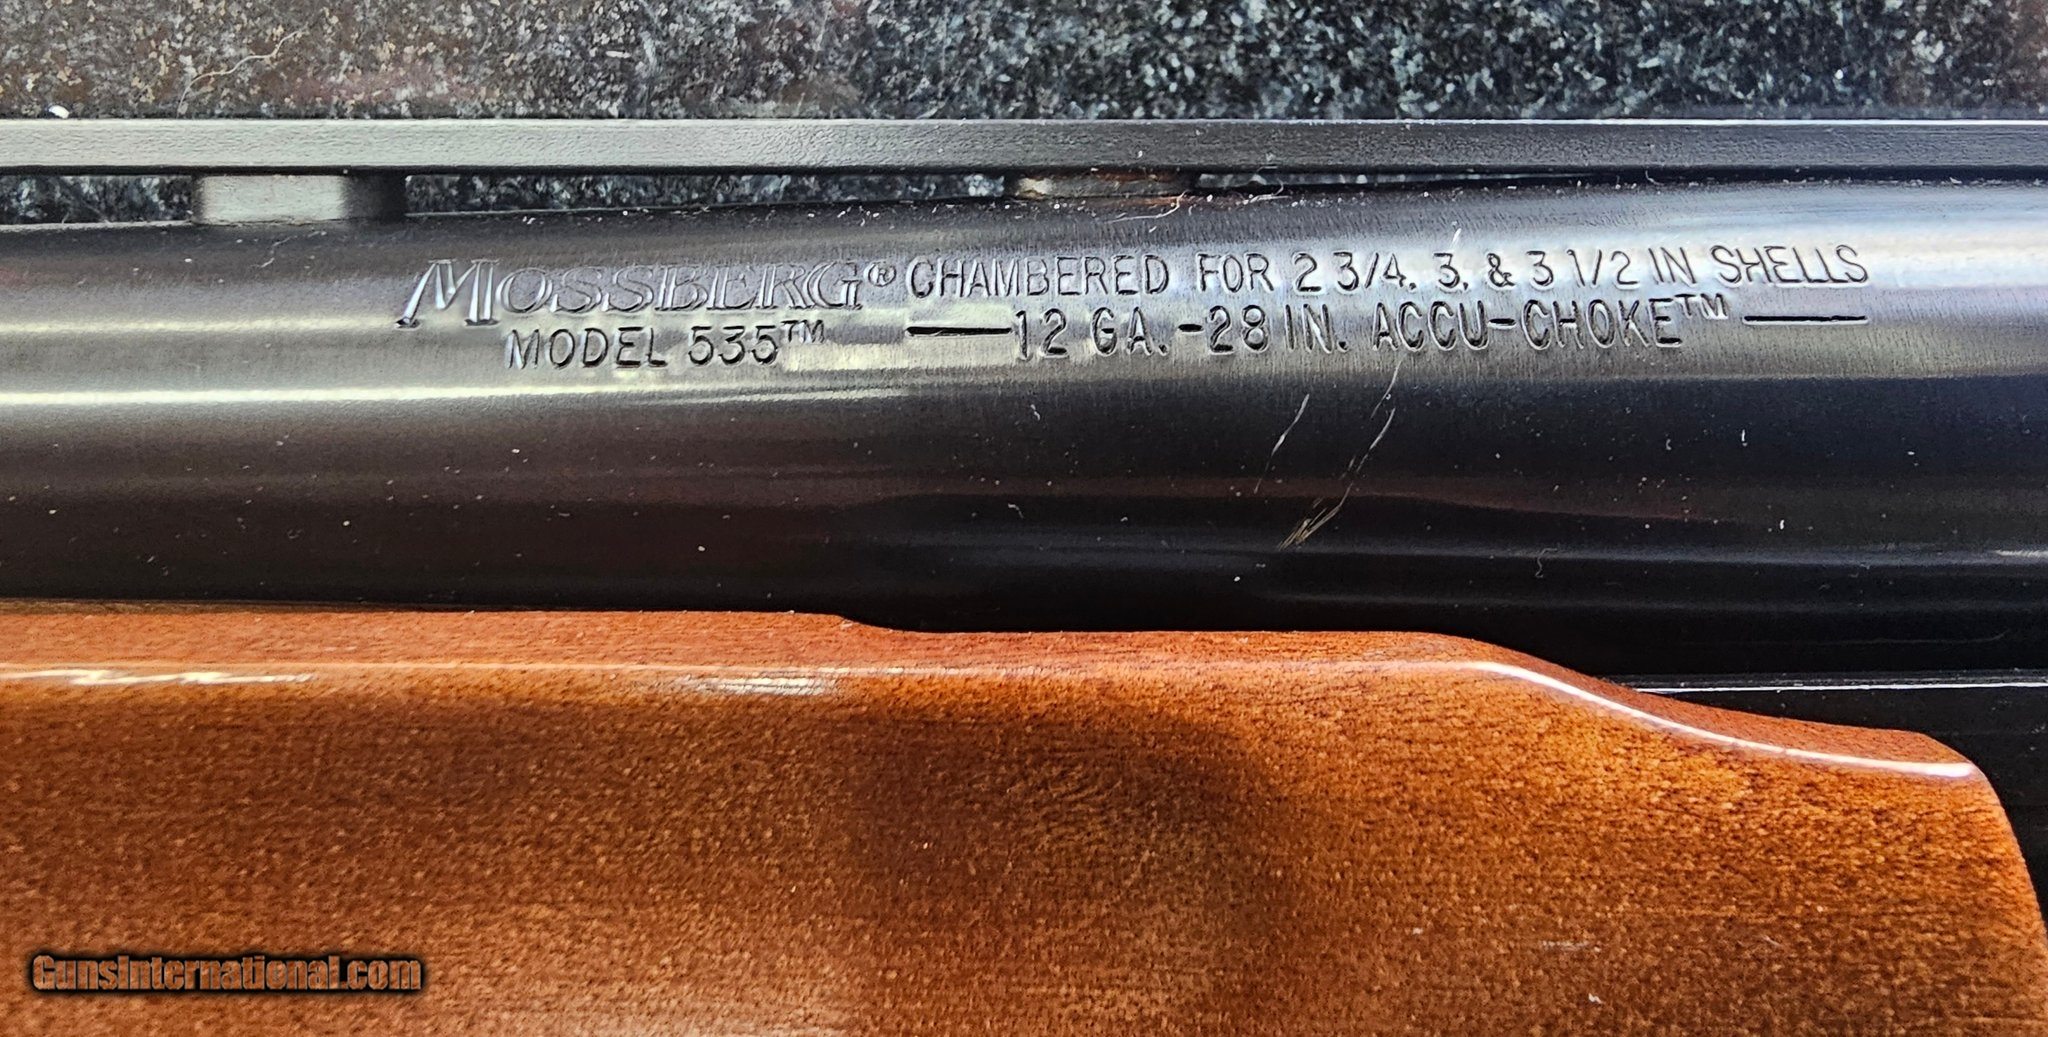 MOSSBERG® CHAMBERED FOR 2 3/4, 3, & 3 1/2 IN SHELLS
MODEL 535™ —12 GA.-28 IN. ACCU-CHOKE™—
GunsInternational.com